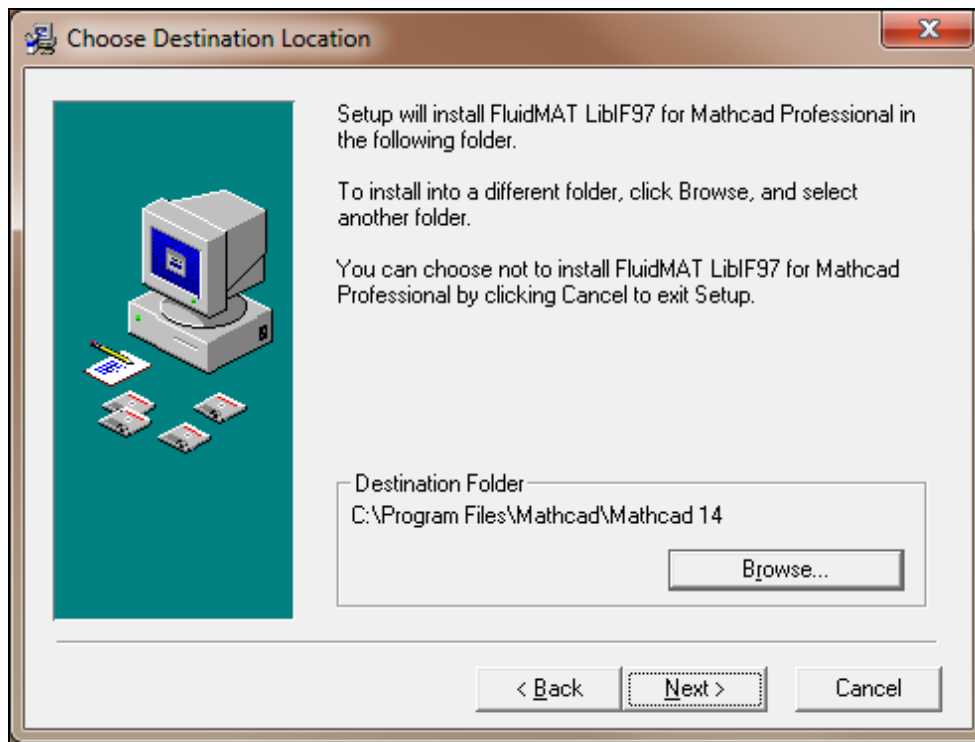 Choose Destination Location
Setup will install FluidMAT LibIF97 for Mathcad Professional in
the following folder.
To install into a different folder, click Browse, and select
another folder.
You can choose not to install FluidMAT LibIF97 for Mathcad
Professional by clicking Cancel to exit Setup.
Destination Folder
C:\Program Files\Mathcad\Mathcad 14
Browse...
< Back Next > Cancel